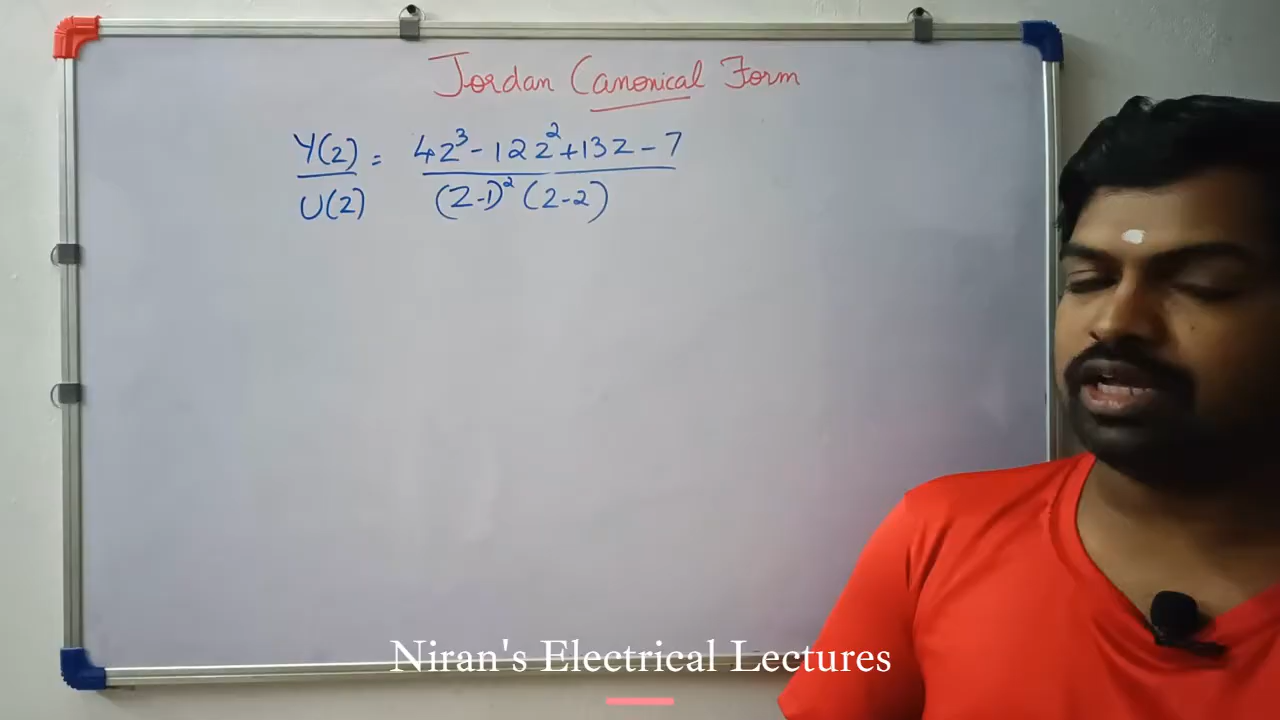 Jordan Canonical Form
Y(z) = 4z³ - 12z² + 13z - 7
U(z) (z-1)² (z-2)
Niran's Electrical Lectures